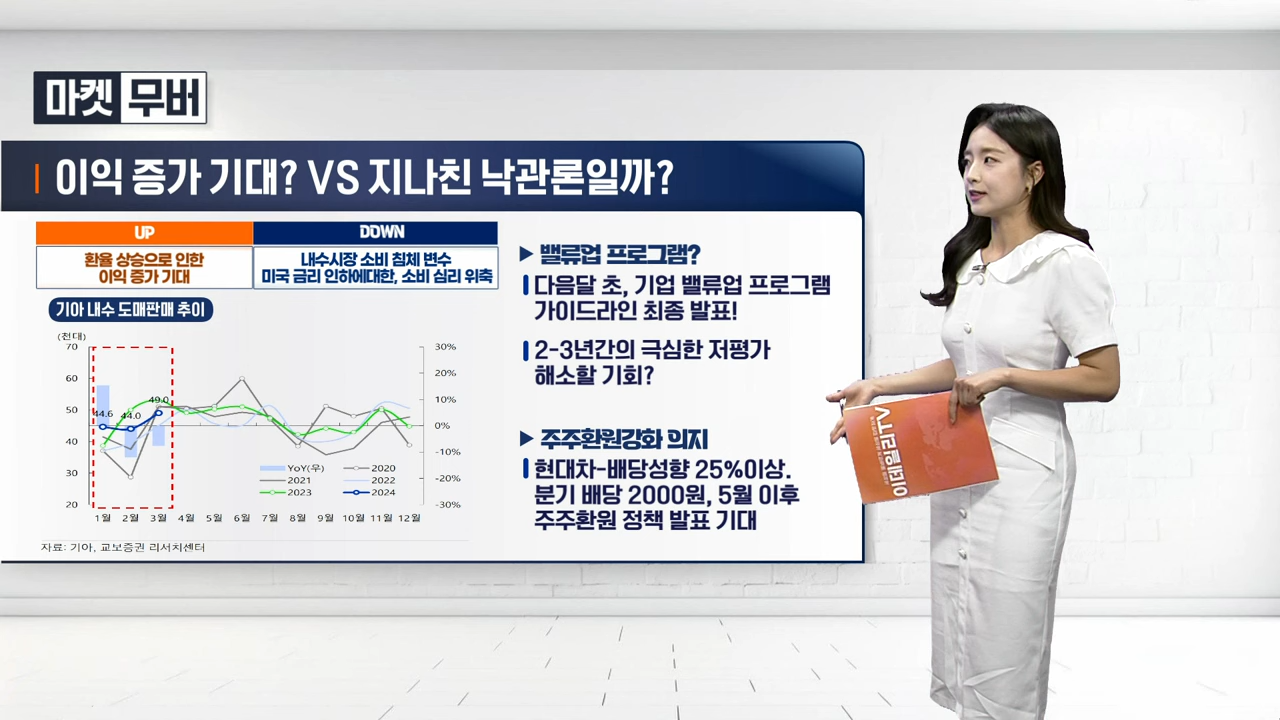 마켓 무버
이익 증가 기대? VS 지나친 낙관론일까?
UP
환율 상승으로 인한
이익 증가 기대
DOWN
내수시장 소비 침체 변수
미국 금리 인하에대한, 소비 심리 위축
기아 내수 도매판매 추이
(천대)
70
60
50
40
30
20
30%
20%
10%
0%
-10%
-20%
-30%
44.6
44.0
49.0
YoY(우)
2020
2021
2022
2023
2024
1월 2월 3월 4월 5월 6월 7월 8월 9월 10월 11월 12월
자료: 기아, 교보증권 리서치센터
▶ 밸류업 프로그램?
다음달 초, 기업 밸류업 프로그램
가이드라인 최종 발표!
2-3년간의 극심한 저평가
해소할 기회?
▶ 주주환원강화 의지
현대차-배당성향 25%이상.
분기 배당 2000원, 5월 이후
주주환원 정책 발표 기대
이데일리TV